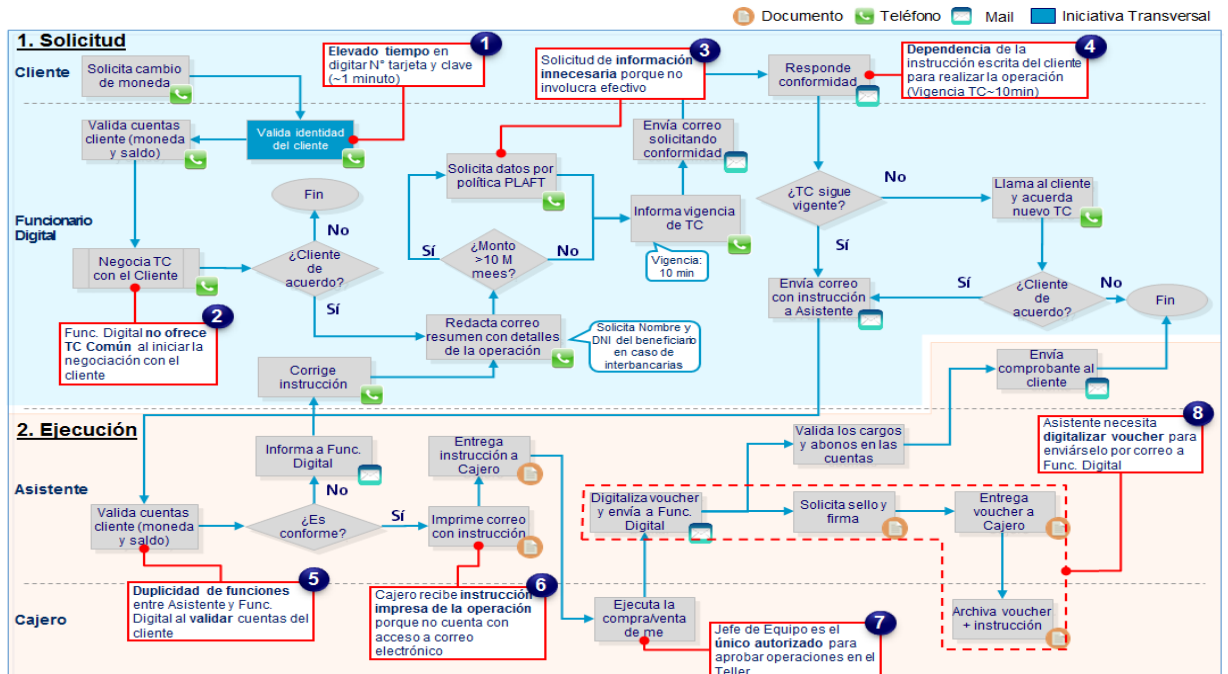 Documento
Teléfono
Mail
Iniciativa Transversal
1. Solicitud
Cliente
Solicita cambio
de moneda
Elevado tiempo en
digitar N° tarjeta y clave
(~1 minuto)
1
Solicitud de información
innecesaria porque no
involucra efectivo
3
Responde
conformidad
Dependencia de la
instrucción escrita del cliente
para realizar la operación
(Vigencia TC~10min)
4
Funcionario
Digital
Valida cuentas
cliente (moneda
y saldo)
Valida identidad
del cliente
Envía correo
solicitando
conformidad
Solicita datos por
política PLAFT
Fin
No
¿TC sigue
vigente?
No
Llama al cliente
y acuerda
nuevo TC
Informa vigencia
de TC
Negocia TC
con el Cliente
¿Cliente
de
acuerdo?
Sí
¿Monto
>10 M
mees?
No
Vigencia:
10 min
Sí
Sí
Envía correo
con instrucción
a Asistente
Sí
¿Cliente
de
acuerdo?
No
Fin
Func. Digital no ofrece
TC Común al iniciar la
negociación con el
cliente
2
Redacta correo
resumen con detalles
de la operación
Solicita Nombre y
DNI del beneficiario
en caso de
interbancarias
Corrige
instrucción
Envía
comprobante al
cliente
2. Ejecución
Asistente
Informa a Func.
Digital
No
Entrega
instrucción a
Cajero
Valida los cargos
y abonos en las
cuentas
Asistente necesita
digitalizar voucher para
enviárselo por correo a
Func. Digital
8
Valida cuentas
cliente (moneda
y saldo)
¿Es
conforme?
Sí
Imprime correo
con instrucción
Digitaliza voucher
y envía a Func.
Digital
Solicita sello y
firma
Entrega
voucher a
Cajero
Cajero
Duplicidad de funciones
entre Asistente y Func.
Digital al validar cuentas del
cliente
5
Cajero recibe instrucción
impresa de la operación
porque no cuenta con
acceso a correo
electrónico
6
Ejecuta la
compra/venta
de me
Jefe de Equipo es el
único autorizado para
aprobar operaciones en el
Teller
7
Archiva voucher
+ instrucción